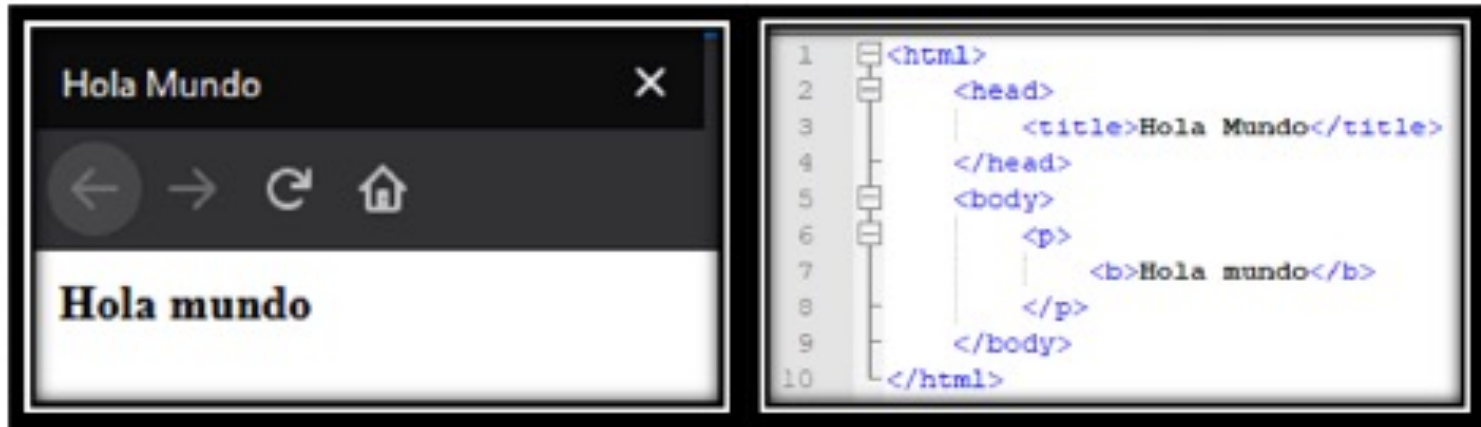 Hola Mundo
Hola mundo
1 <html>
2 <head>
3 <title>Hola Mundo</title>
4 </head>
5 <body>
6 <p>
7 <b>Hola mundo</b>
8 </p>
9 </body>
10 </html>